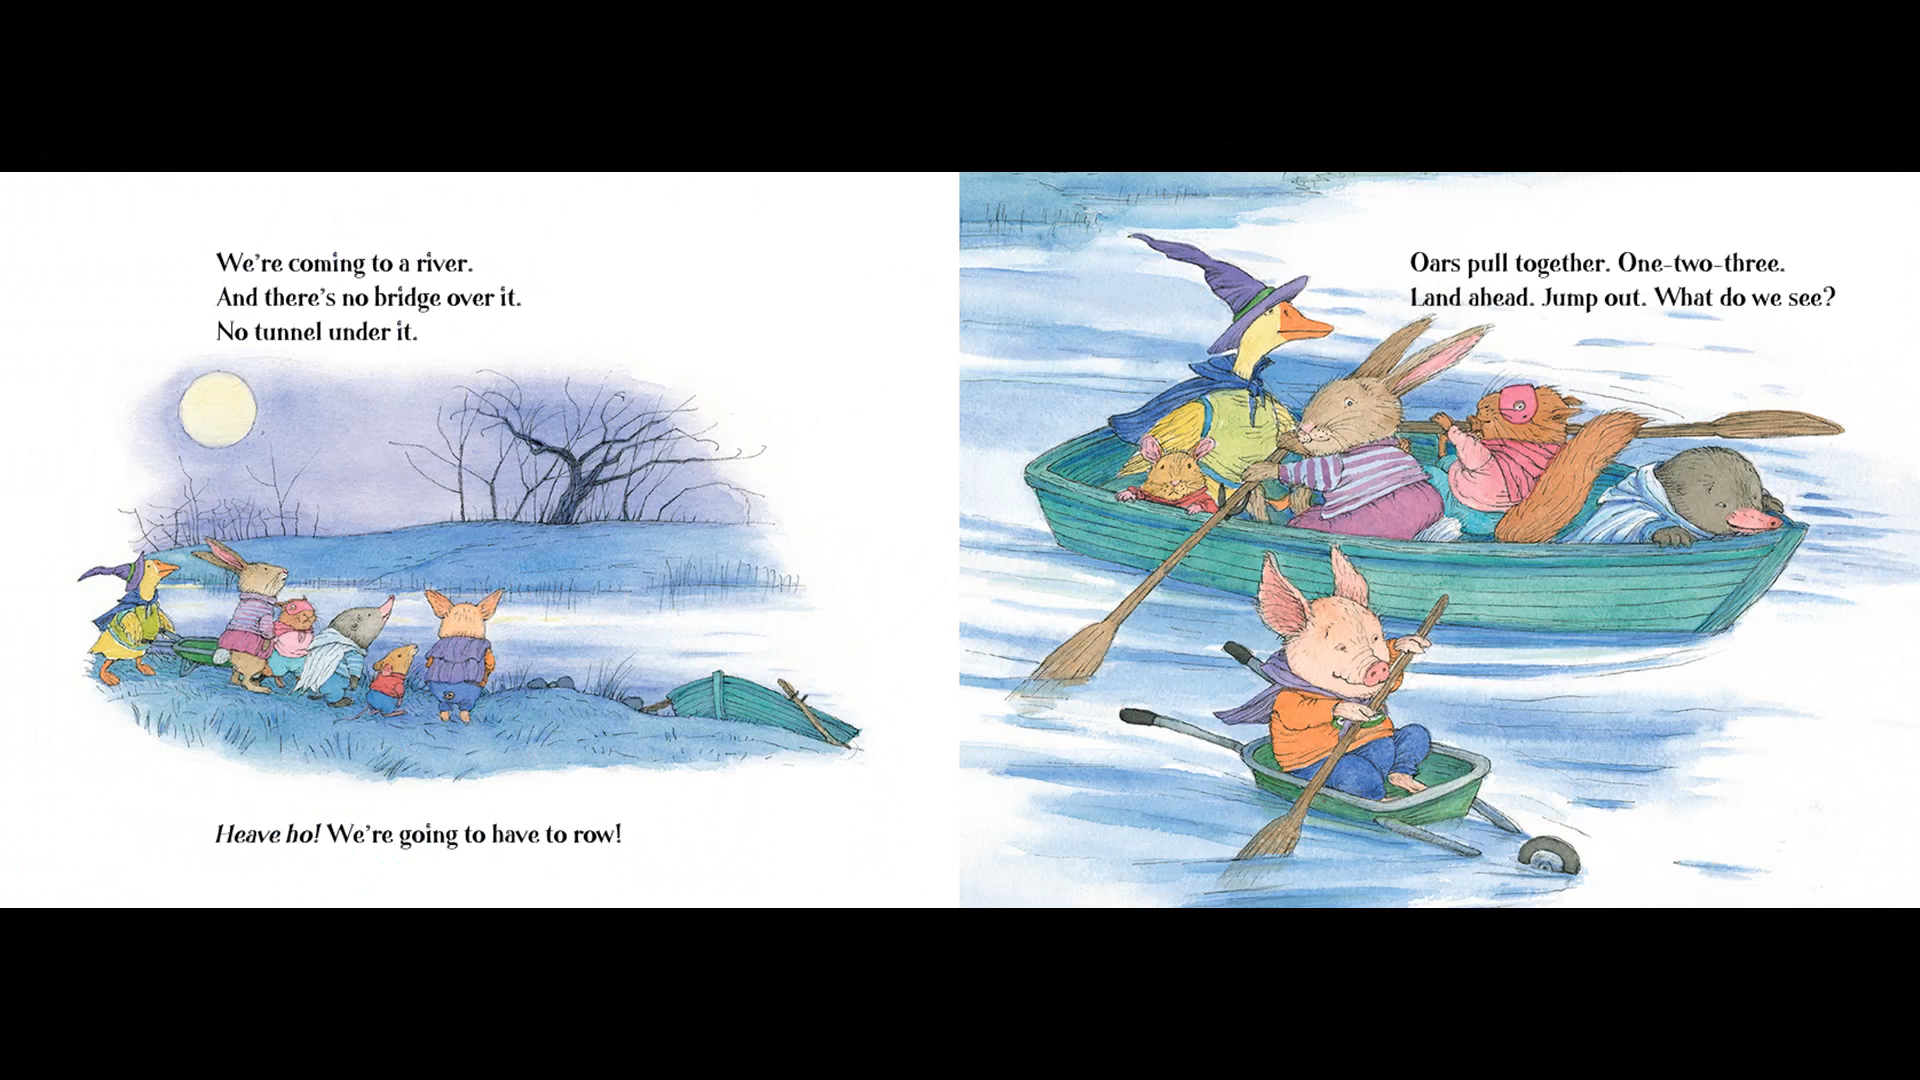 We're coming to a river.
And there's no bridge over it.
No tunnel under it.
Heave ho! We're going to have to row!
Oars pull together. One-two-three.
Land ahead. Jump out. What do we see?